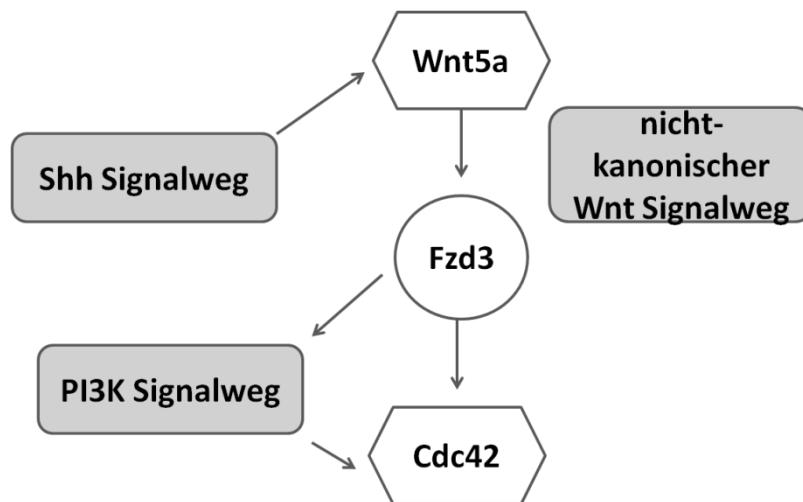 Wnt5a
nicht-
kanonischer
Wnt Signalweg
Shh Signalweg
Fzd3
PI3K Signalweg
Cdc42